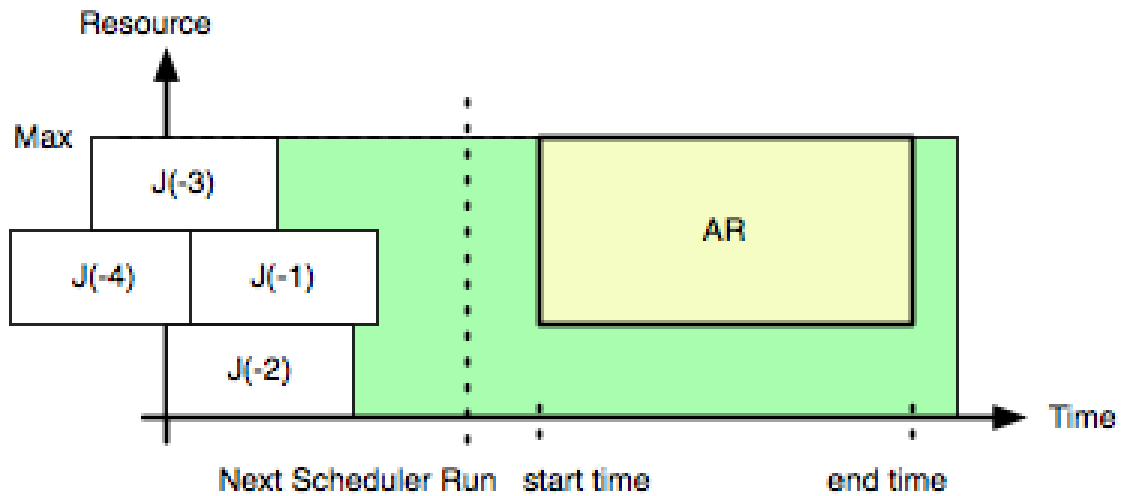 Resource
Max
J(-3)
AR
J(-4)
J(-1)
J(-2)
Time
Next Scheduler Run
start time
end time